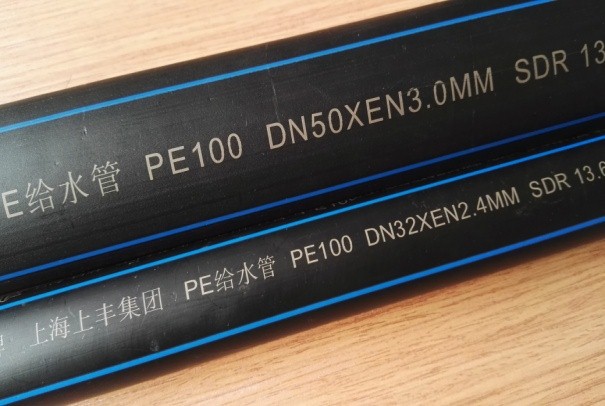 E给水管 PE100 DN50XEN3.0MM SDR 13
上海上丰集团 PE给水管 PE100 DN32XEN2.4MM SDR 13.6